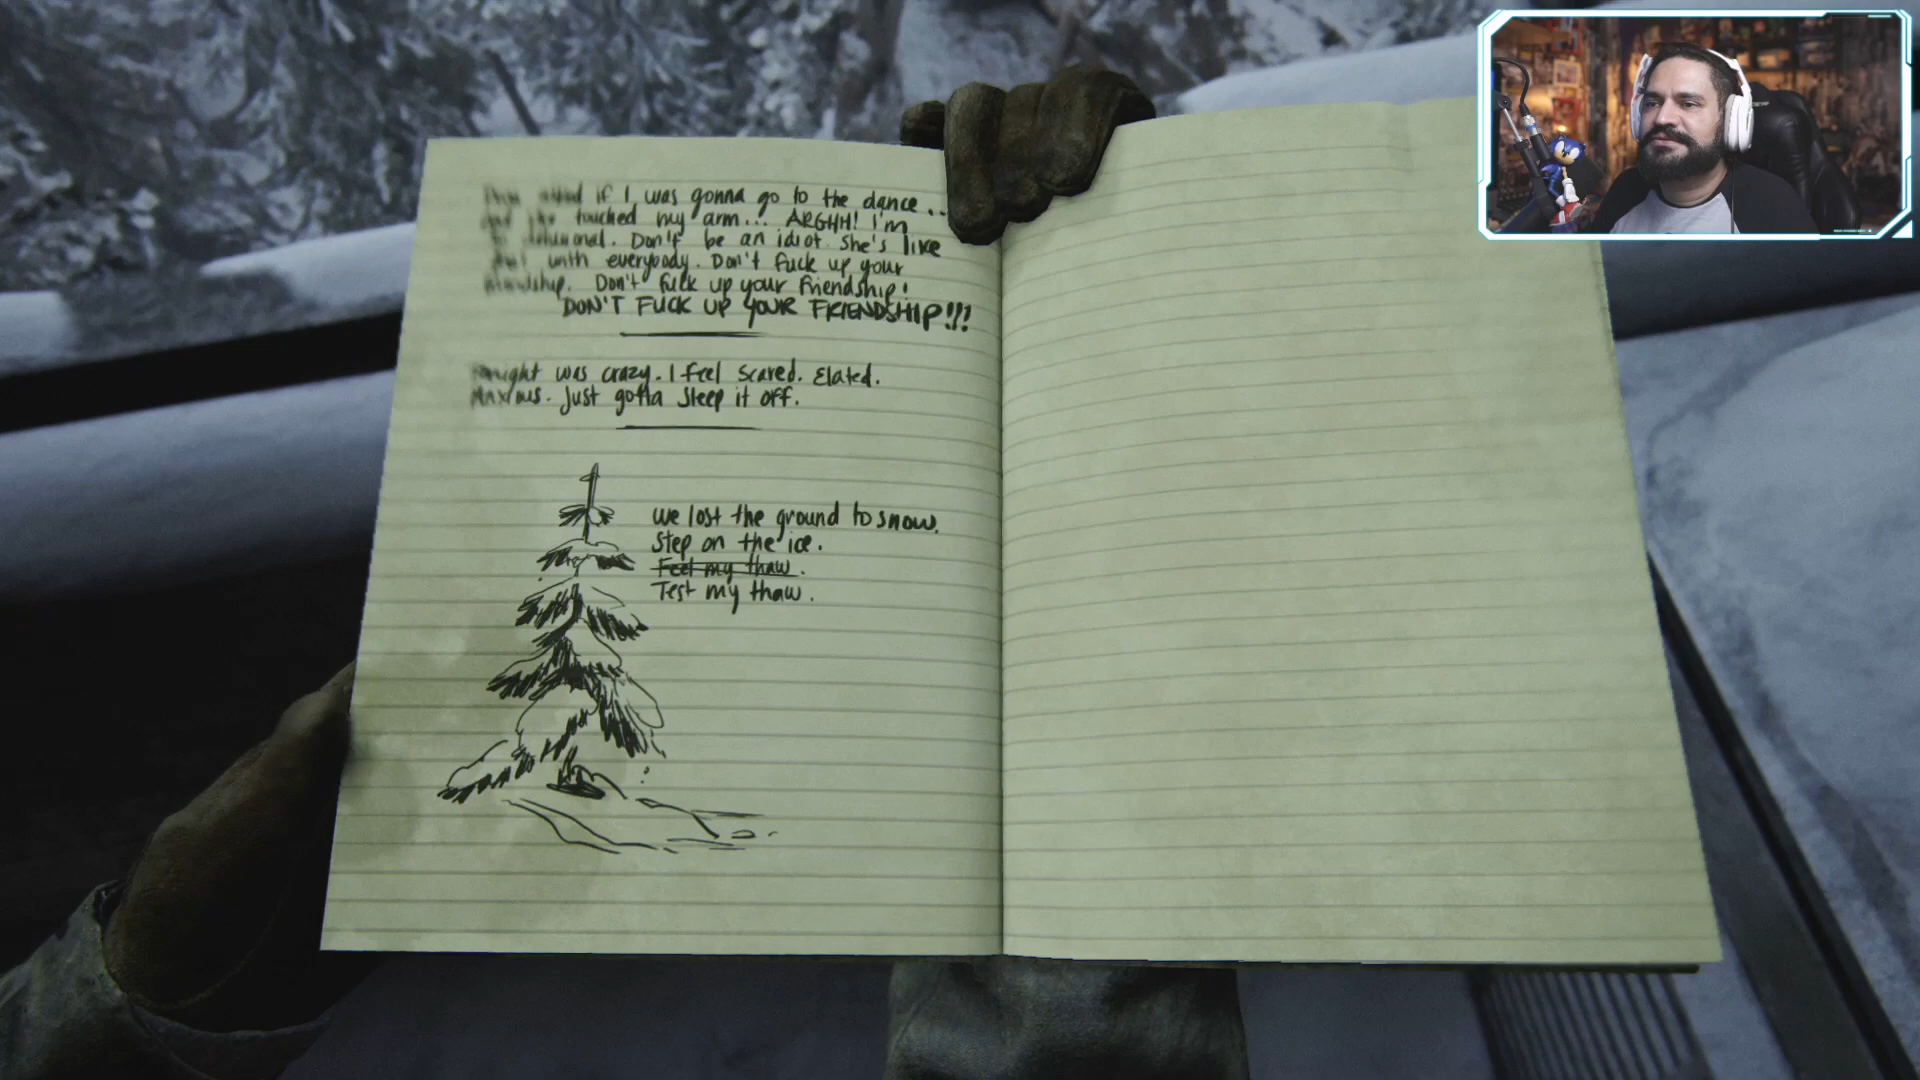 if I was gonna go to the dance...
touched my arm... ARGHH! I'm
Don't be an idiot. She's like
with everybody. Don't fuck up your
friendship. Don't fuck up your friendship!
DON'T FUCK UP YOUR FRIENDSHIP!!!
Tonight was crazy. I feel scared. Elated.
Anxious. Just gotta sleep it off.
We lost the ground to snow.
Step on the ice.
Feel my thaw.
Test my thaw.